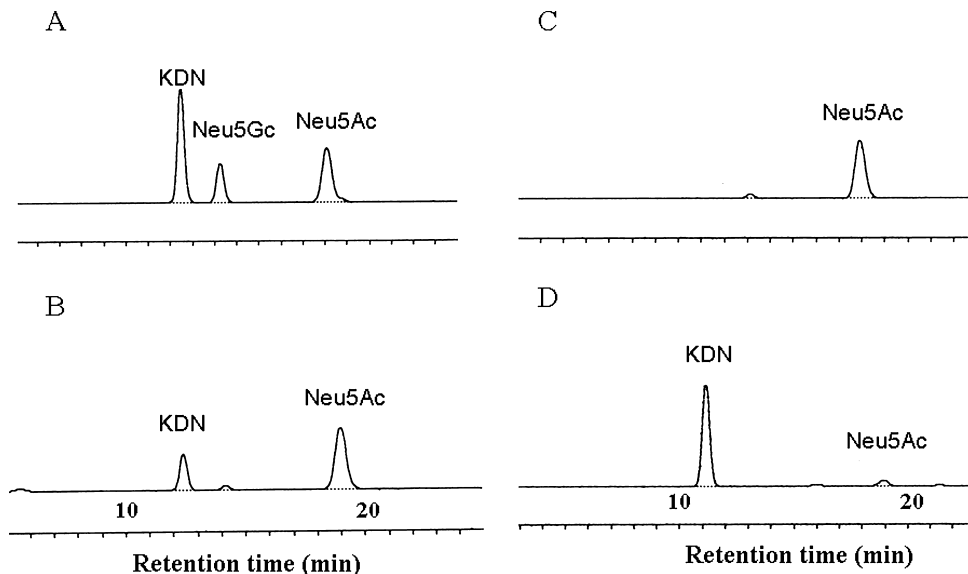 A
KDN
Neu5Gc
Neu5Ac
B
KDN
Neu5Ac
10
20
Retention time (min)
C
Neu5Ac
D
KDN
Neu5Ac
10
20
Retention time (min)